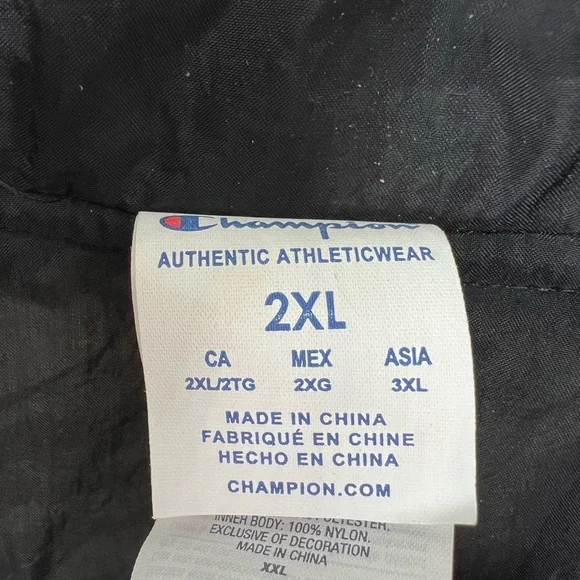 Champion
AUTHENTIC ATHLETICWEAR
2XL
CA MEX ASIA
2XL/2TG 2XG 3XL
MADE IN CHINA
FABRIQUÉ EN CHINE
HECHO EN CHINA
CHAMPION.COM
POLYESTER,
INNER BODY: 100% NYLON.
EXCLUSIVE OF DECORATION
MADE IN CHINA
XXL